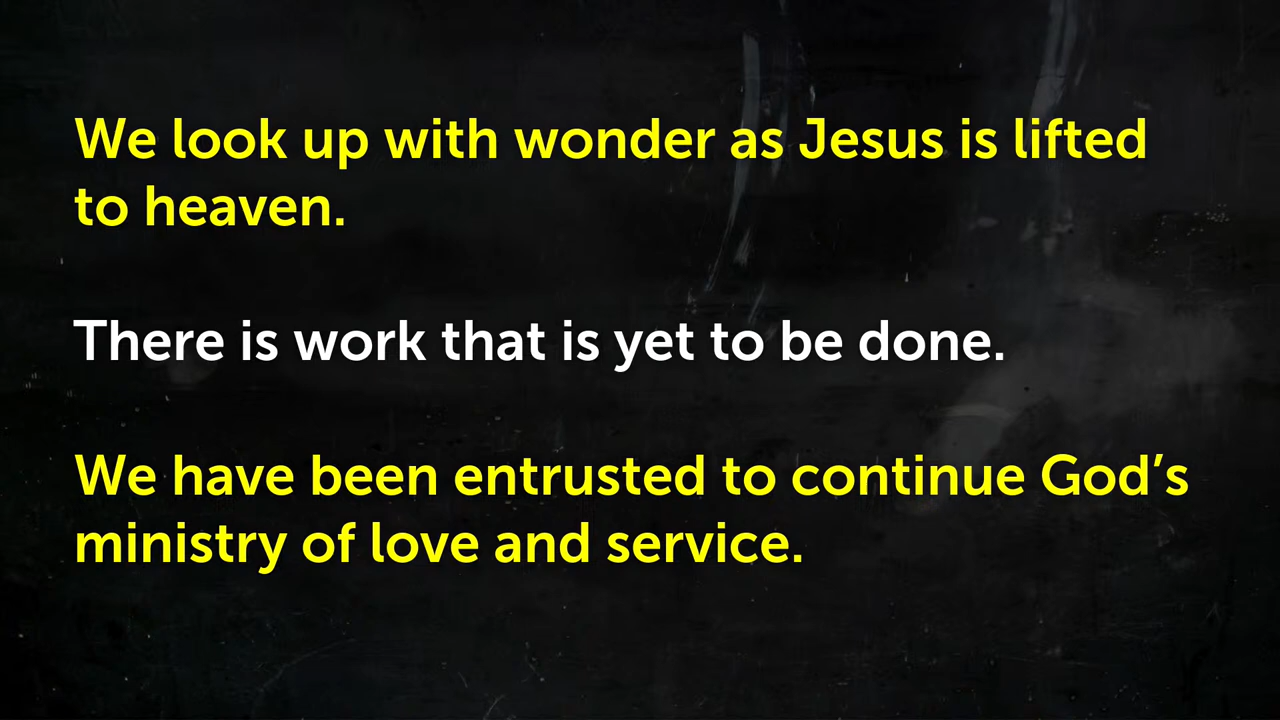 We look up with wonder as Jesus is lifted
to heaven.
There is work that is yet to be done.
We have been entrusted to continue God’s
ministry of love and service.